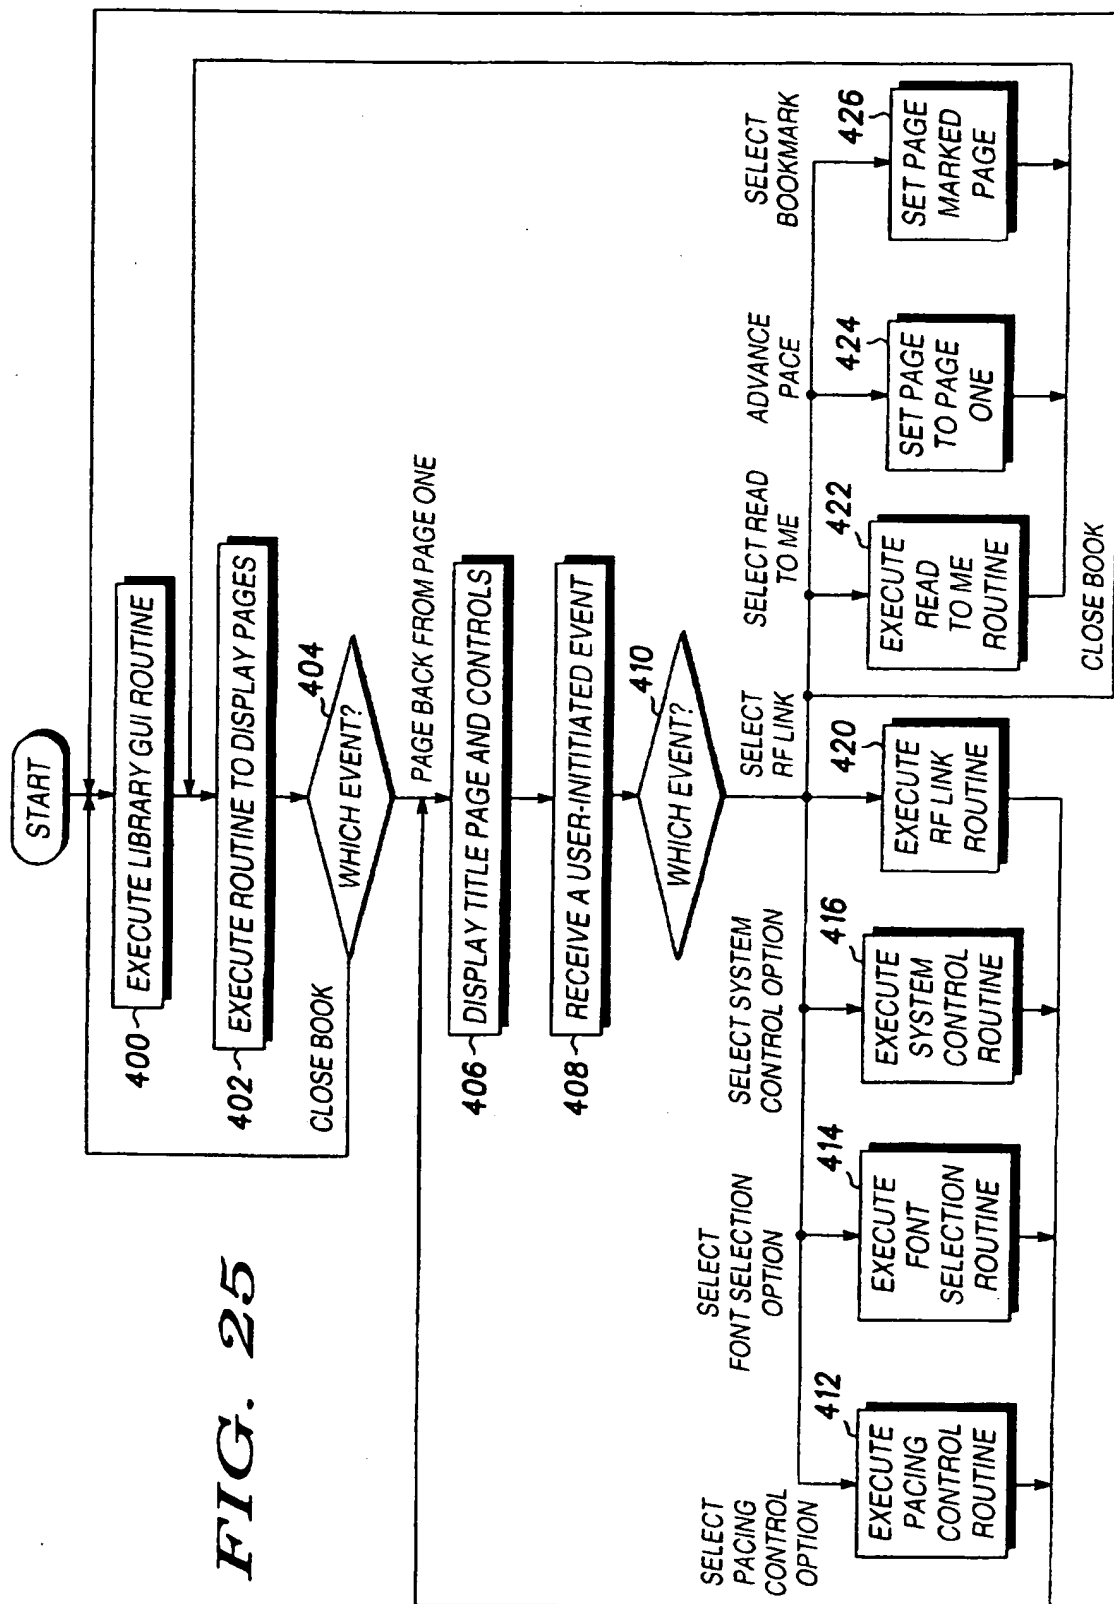 FIG. 25
START
400
EXECUTE LIBRARY GUI ROUTINE
402
EXECUTE ROUTINE TO DISPLAY PAGES
404
WHICH EVENT?
CLOSE BOOK
PAGE BACK FROM PAGE ONE
406
DISPLAY TITLE PAGE AND CONTROLS
408
RECEIVE A USER-INITITIATED EVENT
410
WHICH EVENT?
SELECT
PACING
CONTROL
OPTION
412
EXECUTE
PACING
CONTROL
ROUTINE
SELECT
FONT SELECTION
OPTION
414
EXECUTE
FONT
SELECTION
ROUTINE
SELECT SYSTEM
CONTROL OPTION
416
EXECUTE
SYSTEM
CONTROL
ROUTINE
SELECT
RF LINK
420
EXECUTE
RF LINK
ROUTINE
SELECT READ
TO ME
422
EXECUTE
READ
TO ME
ROUTINE
ADVANCE
PACE
424
SET PAGE
TO PAGE
ONE
SELECT
BOOKMARK
426
SET PAGE
MARKED
PAGE
CLOSE BOOK